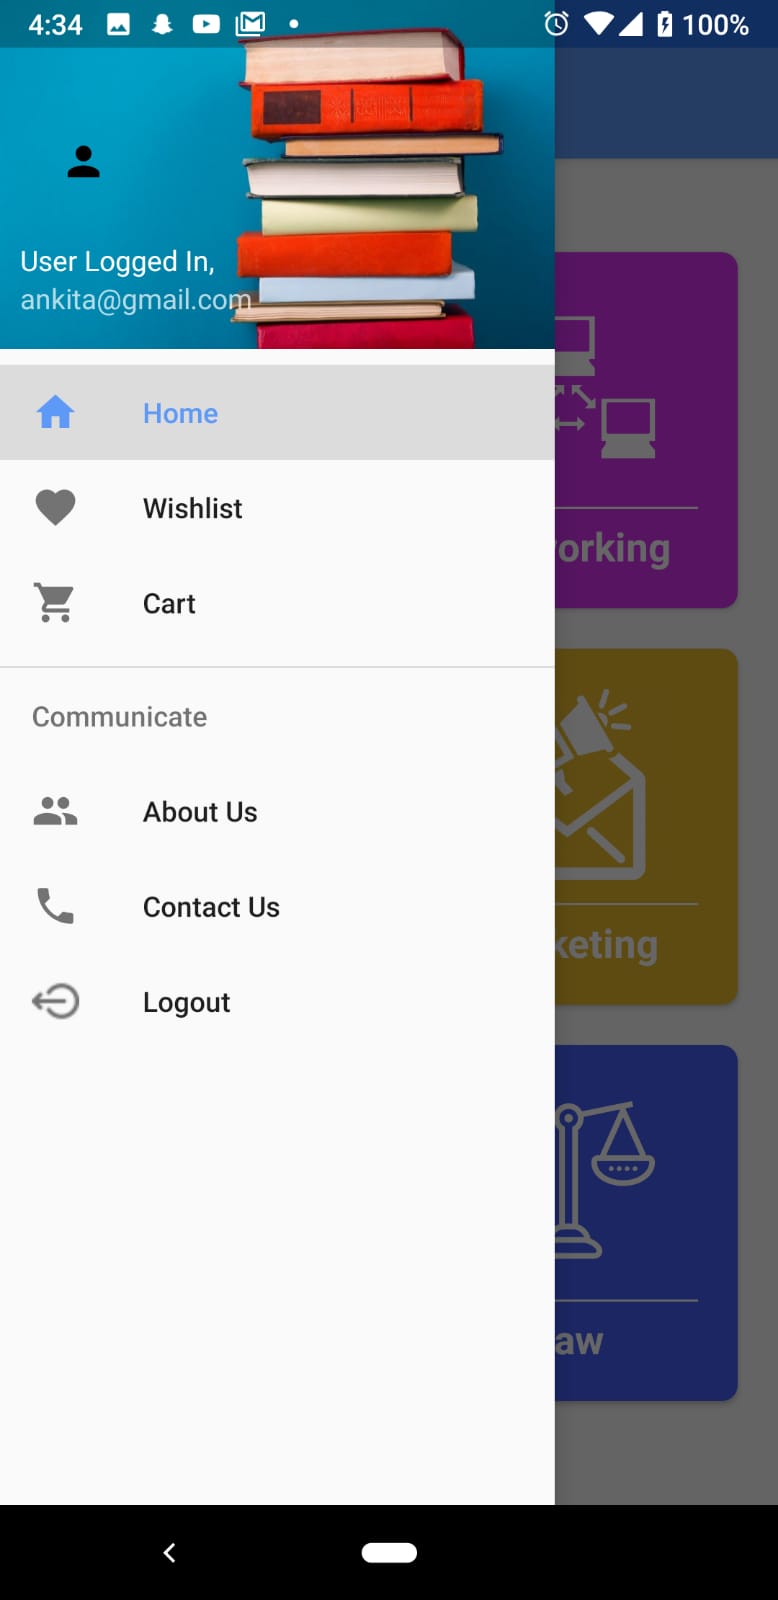 4:34 100%
User Logged In,
ankita@gmail.com
Home
Wishlist
Cart
Communicate
About Us
Contact Us
Logout
orking
keting
aw